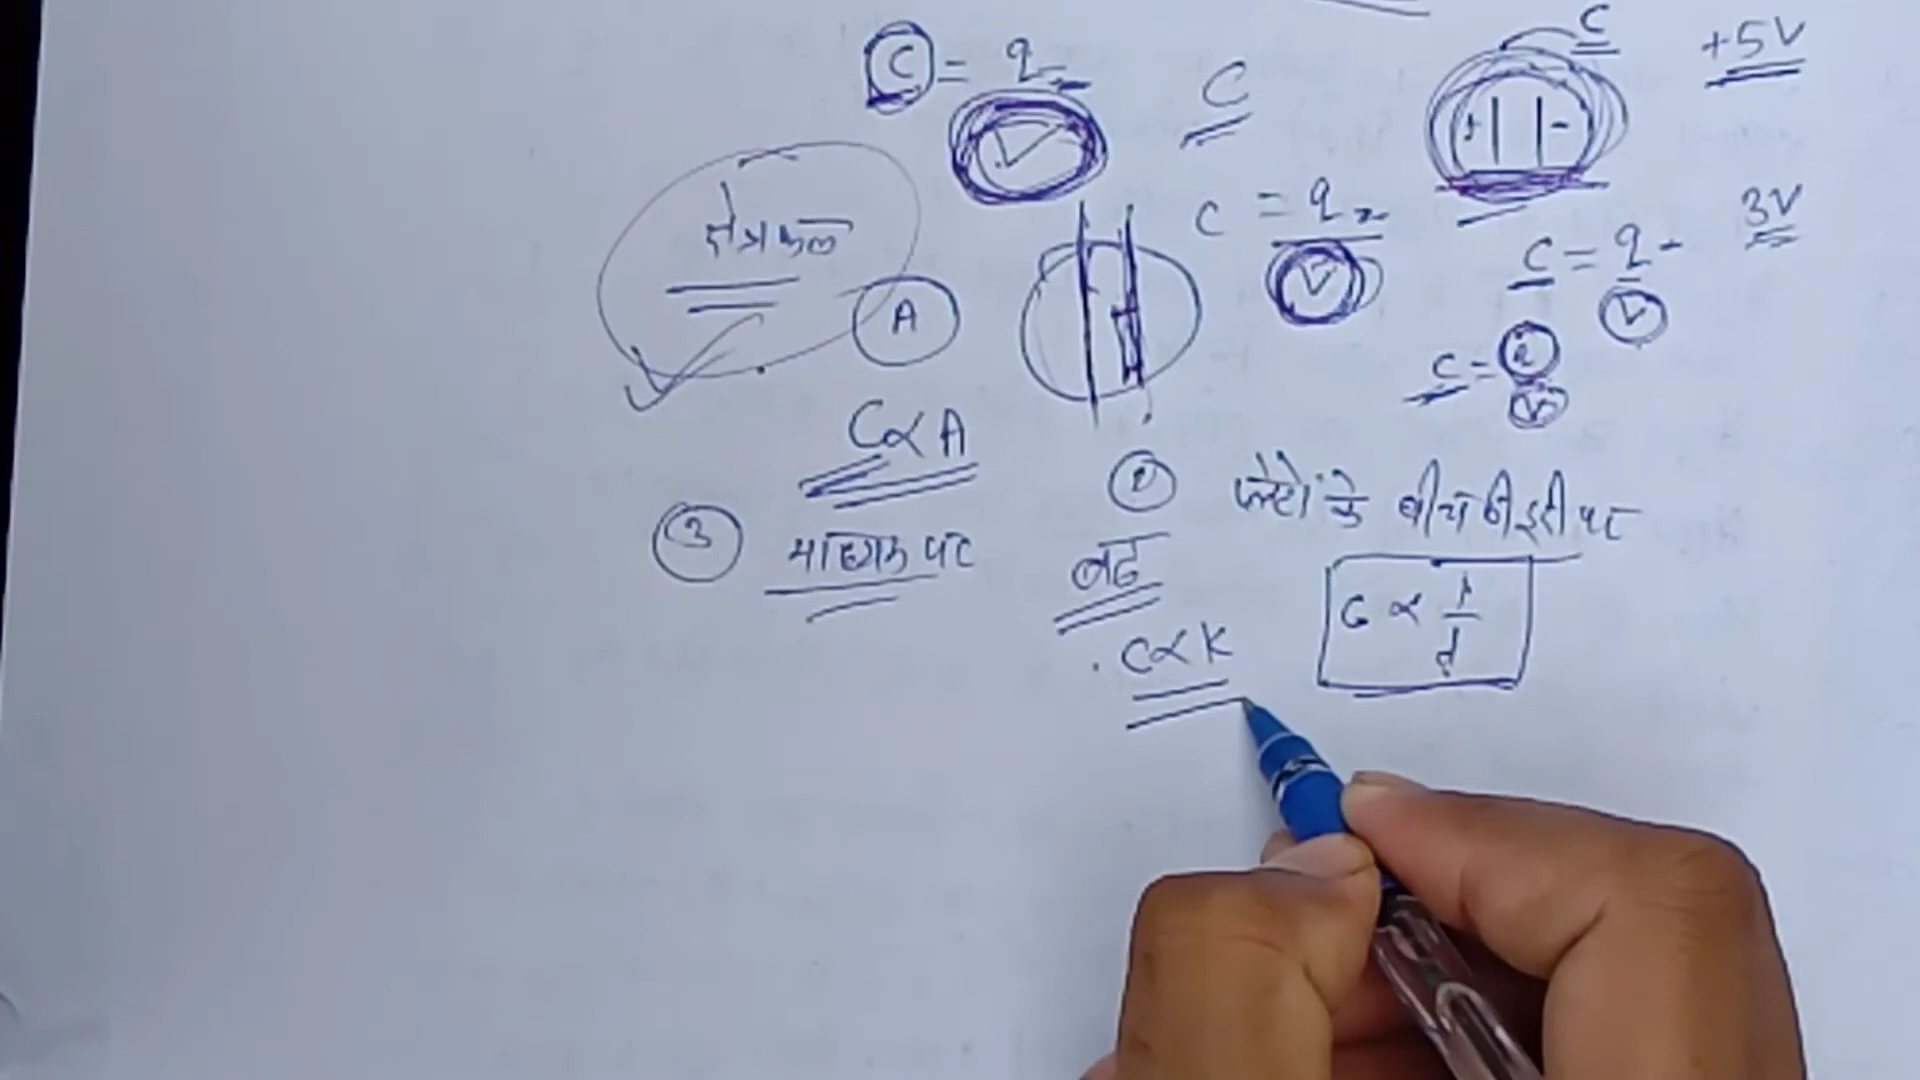 C = q
V
C
C
+5V
+ -
क्षेत्रफल
A
C = q
V
C = q
V
3V
C = q
V
C ∝ A
2 प्लेटों के बीच की दूरी पर
3 माध्यम पर
बढ
C ∝ 1/d
C ∝ K